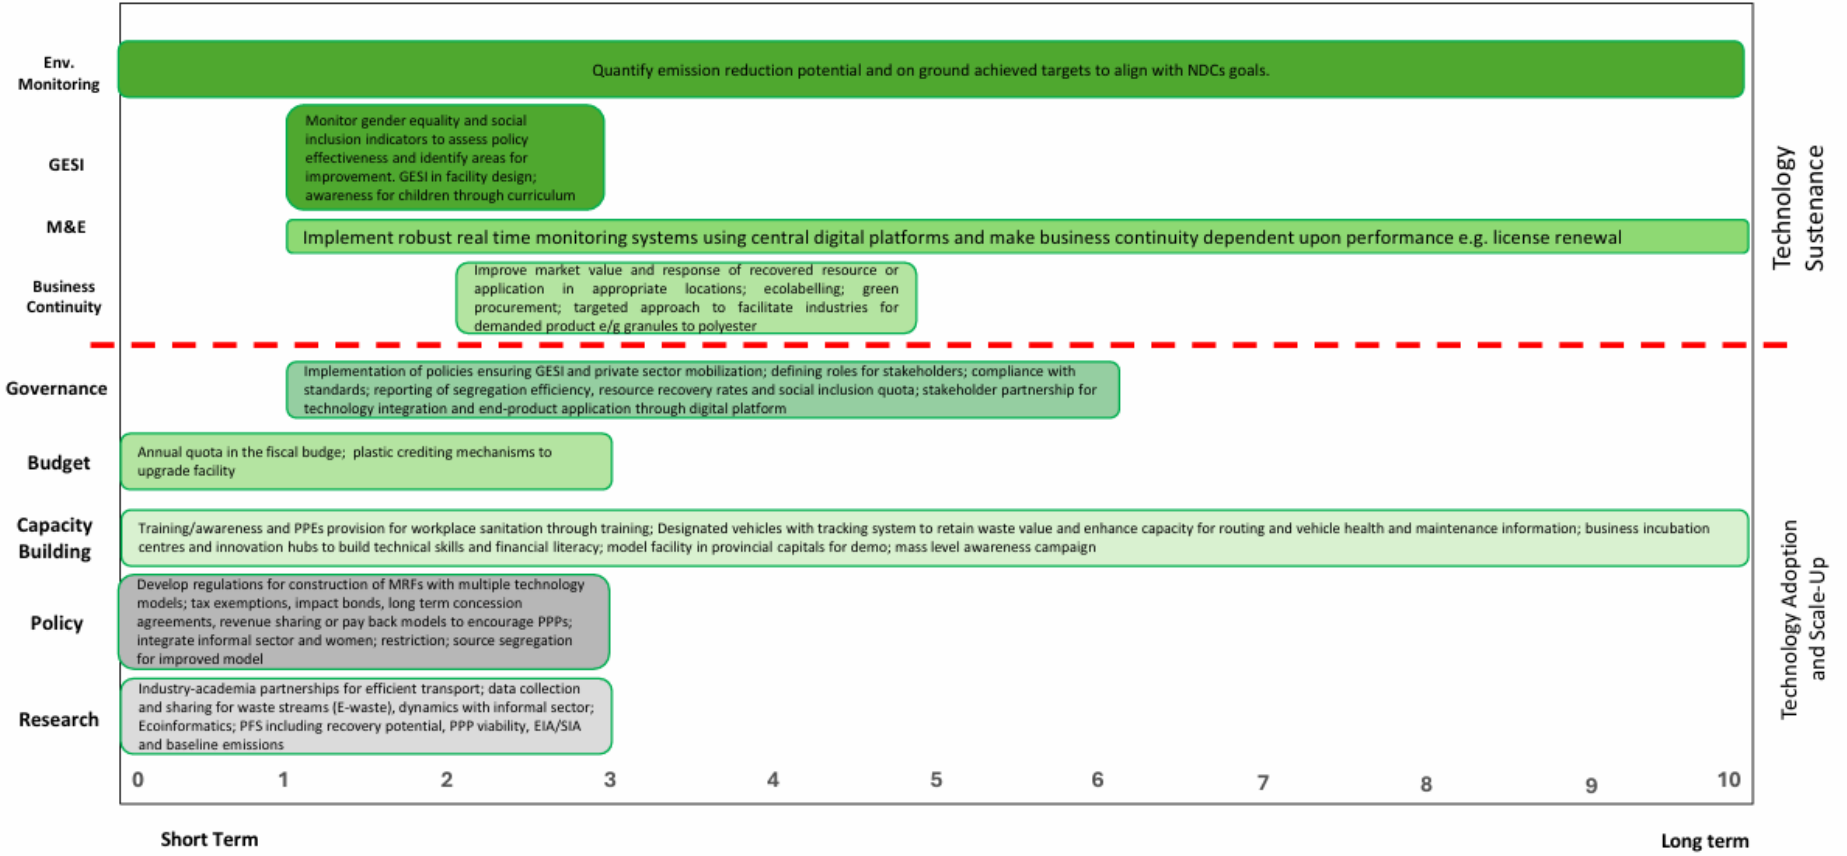 Env.
Monitoring
Quantify emission reduction potential and on ground achieved targets to align with NDCs goals.
GESI
Monitor gender equality and social
inclusion indicators to assess policy
effectiveness and identify areas for
improvement. GESI in facility design;
awareness for children through curriculum
M&E
Implement robust real time monitoring systems using central digital platforms and make business continuity dependent upon performance e.g. license renewal
Business
Continuity
Improve market value and response of recovered resource or
application in appropriate locations; ecolabelling; green
procurement; targeted approach to facilitate industries for
demanded product e/g granules to polyester
Technology
Sustenance
Governance
Implementation of policies ensuring GESI and private sector mobilization; defining roles for stakeholders; compliance with
standards; reporting of segregation efficiency, resource recovery rates and social inclusion quota; stakeholder partnership for
technology integration and end-product application through digital platform
Budget
Annual quota in the fiscal budge; plastic crediting mechanisms to
upgrade facility
Capacity
Building
Training/awareness and PPEs provision for workplace sanitation through training; Designated vehicles with tracking system to retain waste value and enhance capacity for routing and vehicle health and maintenance information; business incubation
centres and innovation hubs to build technical skills and financial literacy; model facility in provincial capitals for demo; mass level awareness campaign
Policy
Develop regulations for construction of MRFs with multiple technology
models; tax exemptions, impact bonds, long term concession
agreements, revenue sharing or pay back models to encourage PPPs;
integrate informal sector and women; restriction; source segregation
for improved model
Research
Industry-academia partnerships for efficient transport; data collection
and sharing for waste streams (E-waste), dynamics with informal sector;
Ecoinformatics; PFS including recovery potential, PPP viability, EIA/SIA
and baseline emissions
Technology Adoption
and Scale-Up
0 1 2 3 4 5 6 7 8 9 10
Short Term
Long term